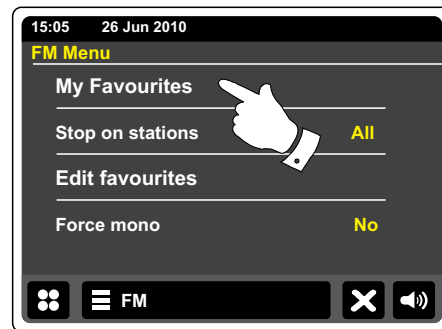 15:05 26 Jun 2010
FM Menu
My Favourites
Stop on stations All
Edit favourites
Force mono No
FM